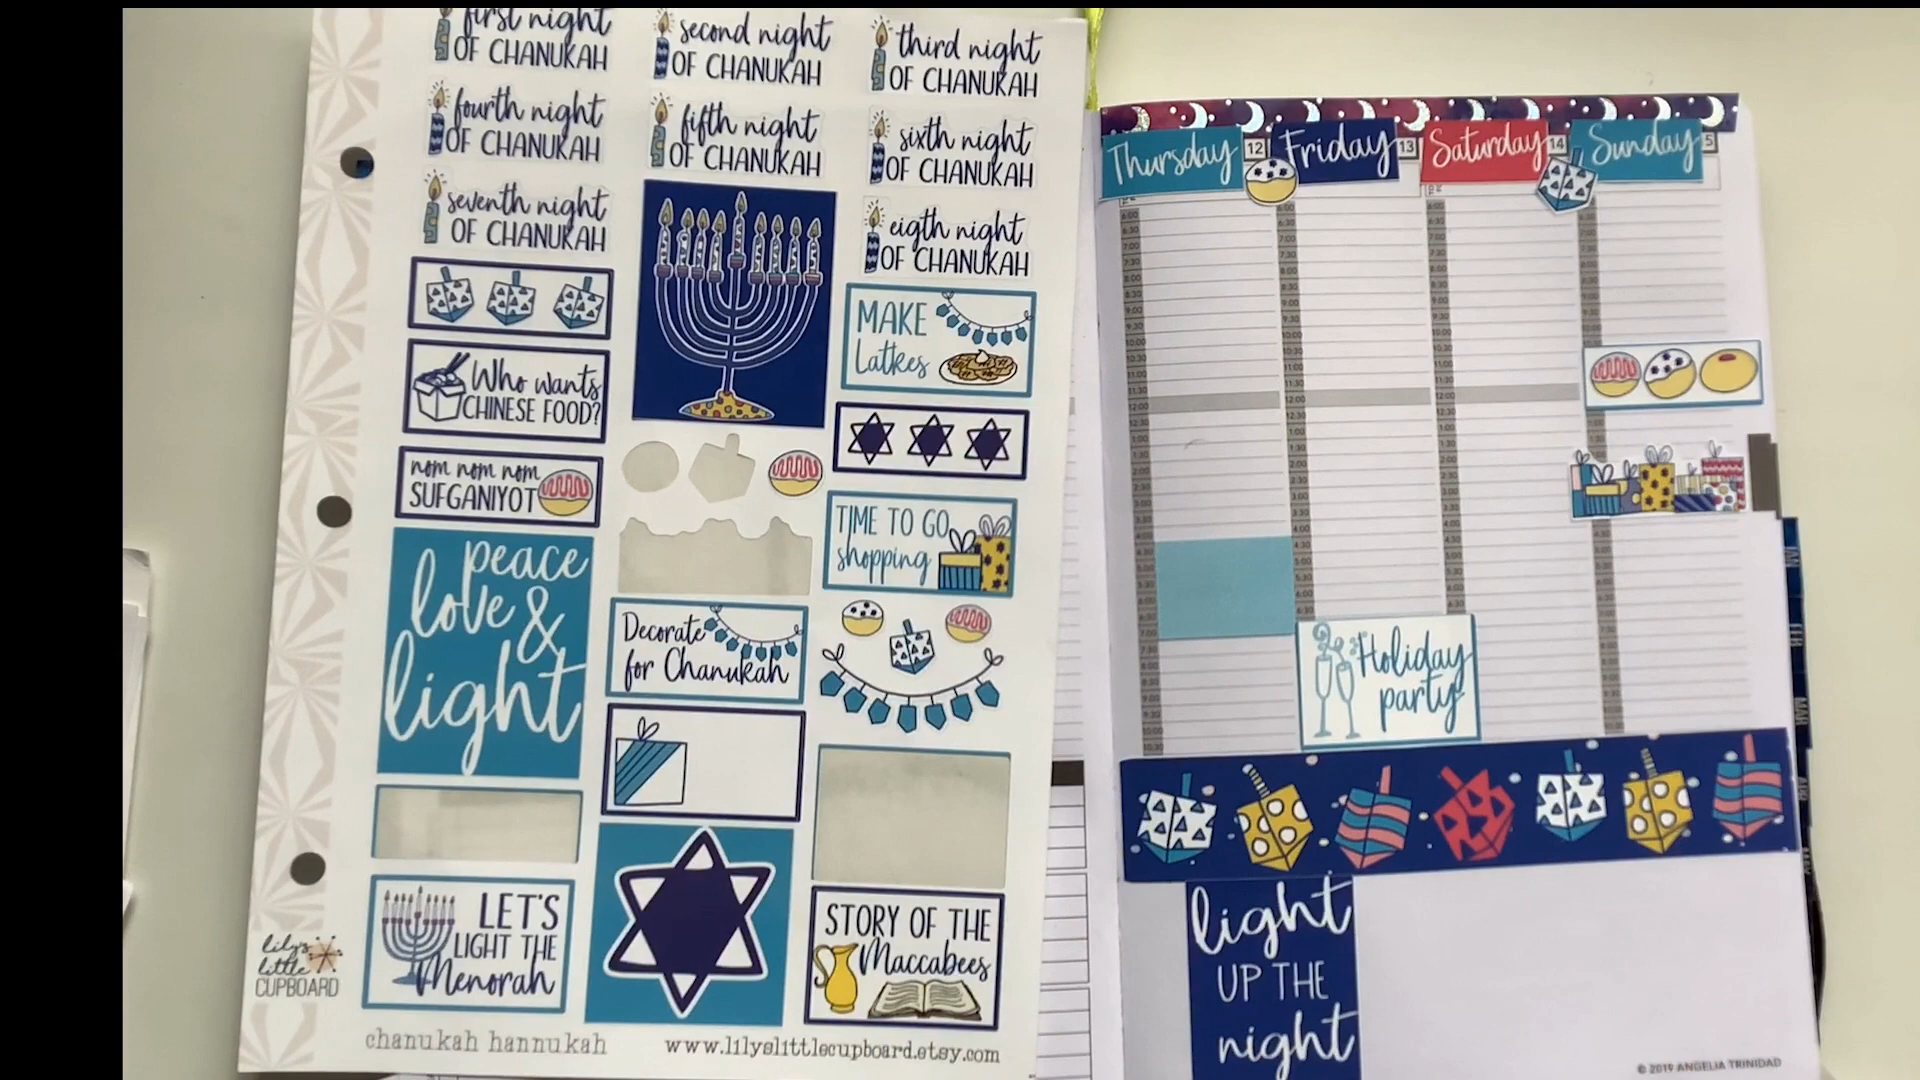 first night
OF CHANUKAH
second night
OF CHANUKAH
third night
OF CHANUKAH
fourth night
OF CHANUKAH
fifth night
OF CHANUKAH
sixth night
OF CHANUKAH
seventh night
OF CHANUKAH
eigth night
OF CHANUKAH
MAKE
Latkes
Who wants
CHINESE FOOD?
nom nom nom
SUFGANIYOT
TIME TO GO
shopping
peace
love &
light
Decorate
for Chanukah
LET'S
LIGHT THE
Menorah
STORY OF THE
Maccabees
lily's
little
CUPBOARD
chanukah hannukah
www.lilyslittlecupboard.etsy.com
Thursday
12
Friday
13
Saturday
14
Sunday
5
Holiday
party
light
UP THE
night
© 2019 ANGELIA TRINIDAD